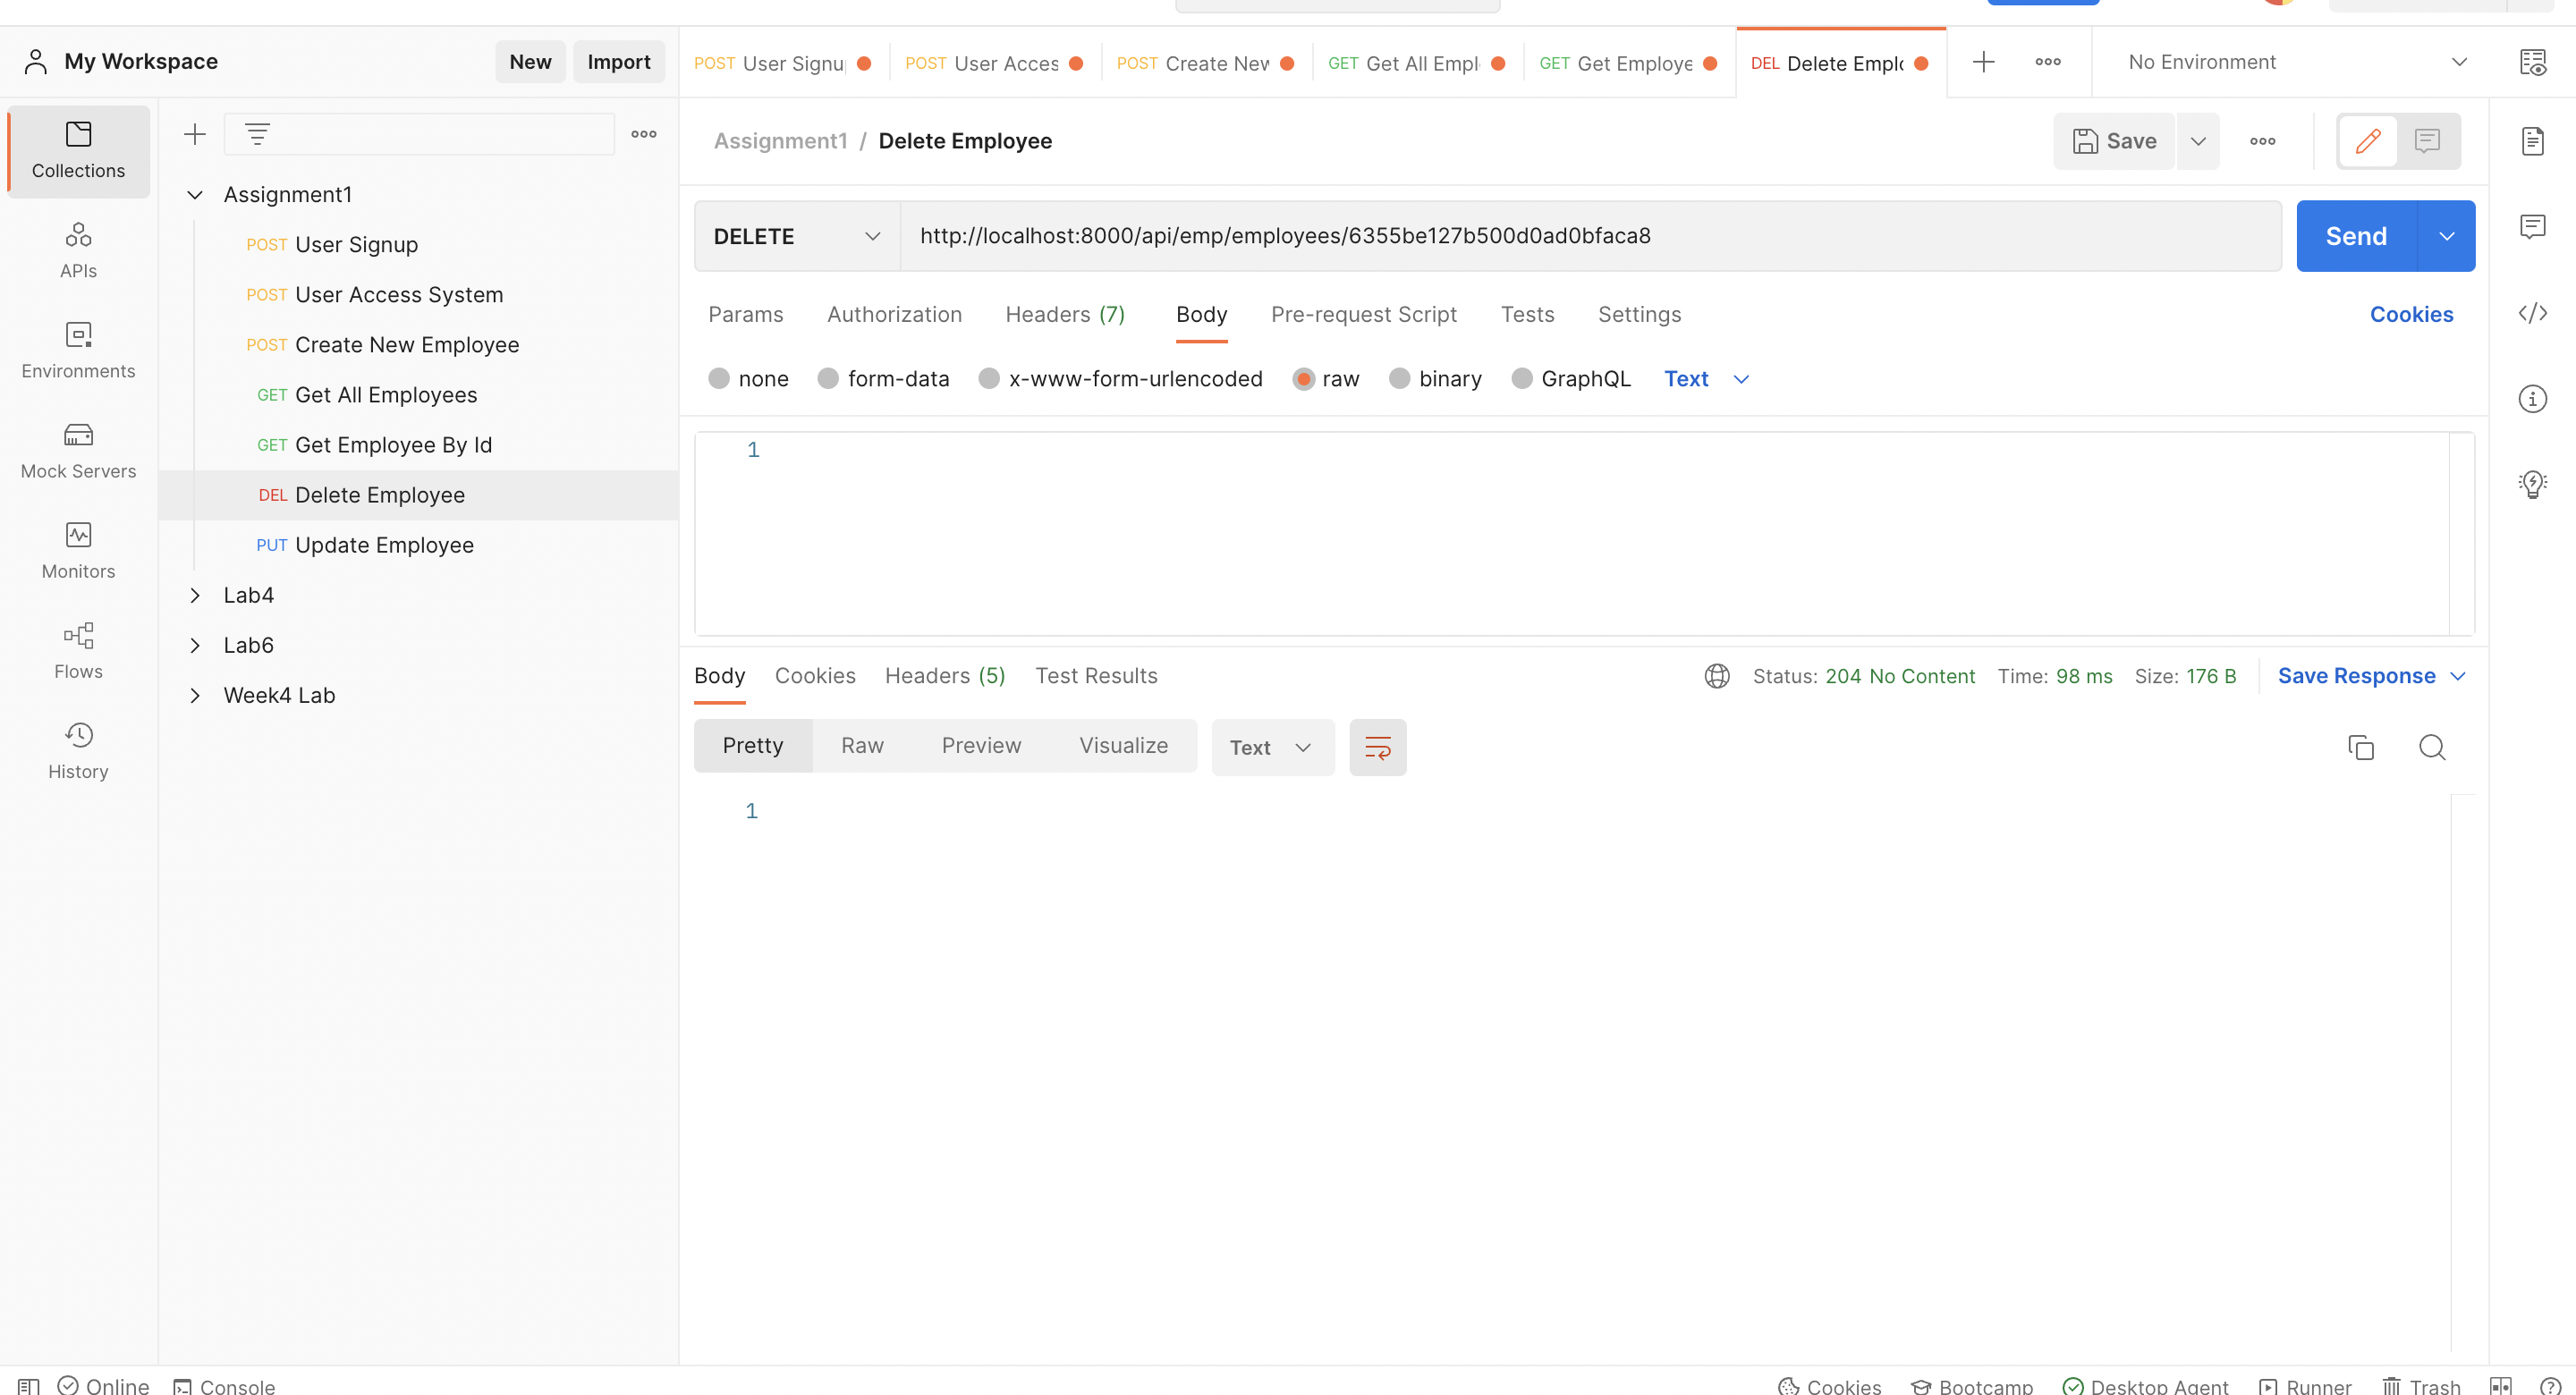 My Workspace
New
Import
POST User Signu
POST User Acces
POST Create New
GET Get All Empl
GET Get Employe
DEL Delete Emplo
No Environment
Collections
APIs
Environments
Mock Servers
Monitors
Flows
History
Assignment1
POST User Signup
POST User Access System
POST Create New Employee
GET Get All Employees
GET Get Employee By Id
DEL Delete Employee
PUT Update Employee
Lab4
Lab6
Week4 Lab
Assignment1 / Delete Employee
Save
DELETE
http://localhost:8000/api/emp/employees/6355be127b500d0ad0bfaca8
Send
Params Authorization Headers (7) Body Pre-request Script Tests Settings
Cookies
none form-data x-www-form-urlencoded raw binary GraphQL Text
1
Body Cookies Headers (5) Test Results
Status: 204 No Content Time: 98 ms Size: 176 B
Save Response
Pretty Raw Preview Visualize
Text
1
Online Console
Cookies Bootcamp Desktop Agent Runner Trash